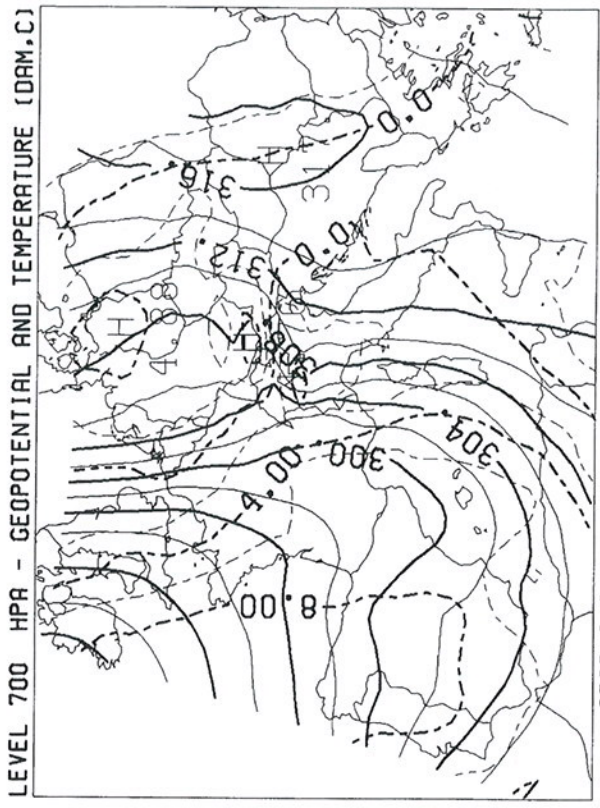 LEVEL 700 HPA - GEOPOTENTIAL AND TEMPERATURE (DAM,C)
0.0
316
H
312.
0.0
H
L
308
304
300
4.00
8.00